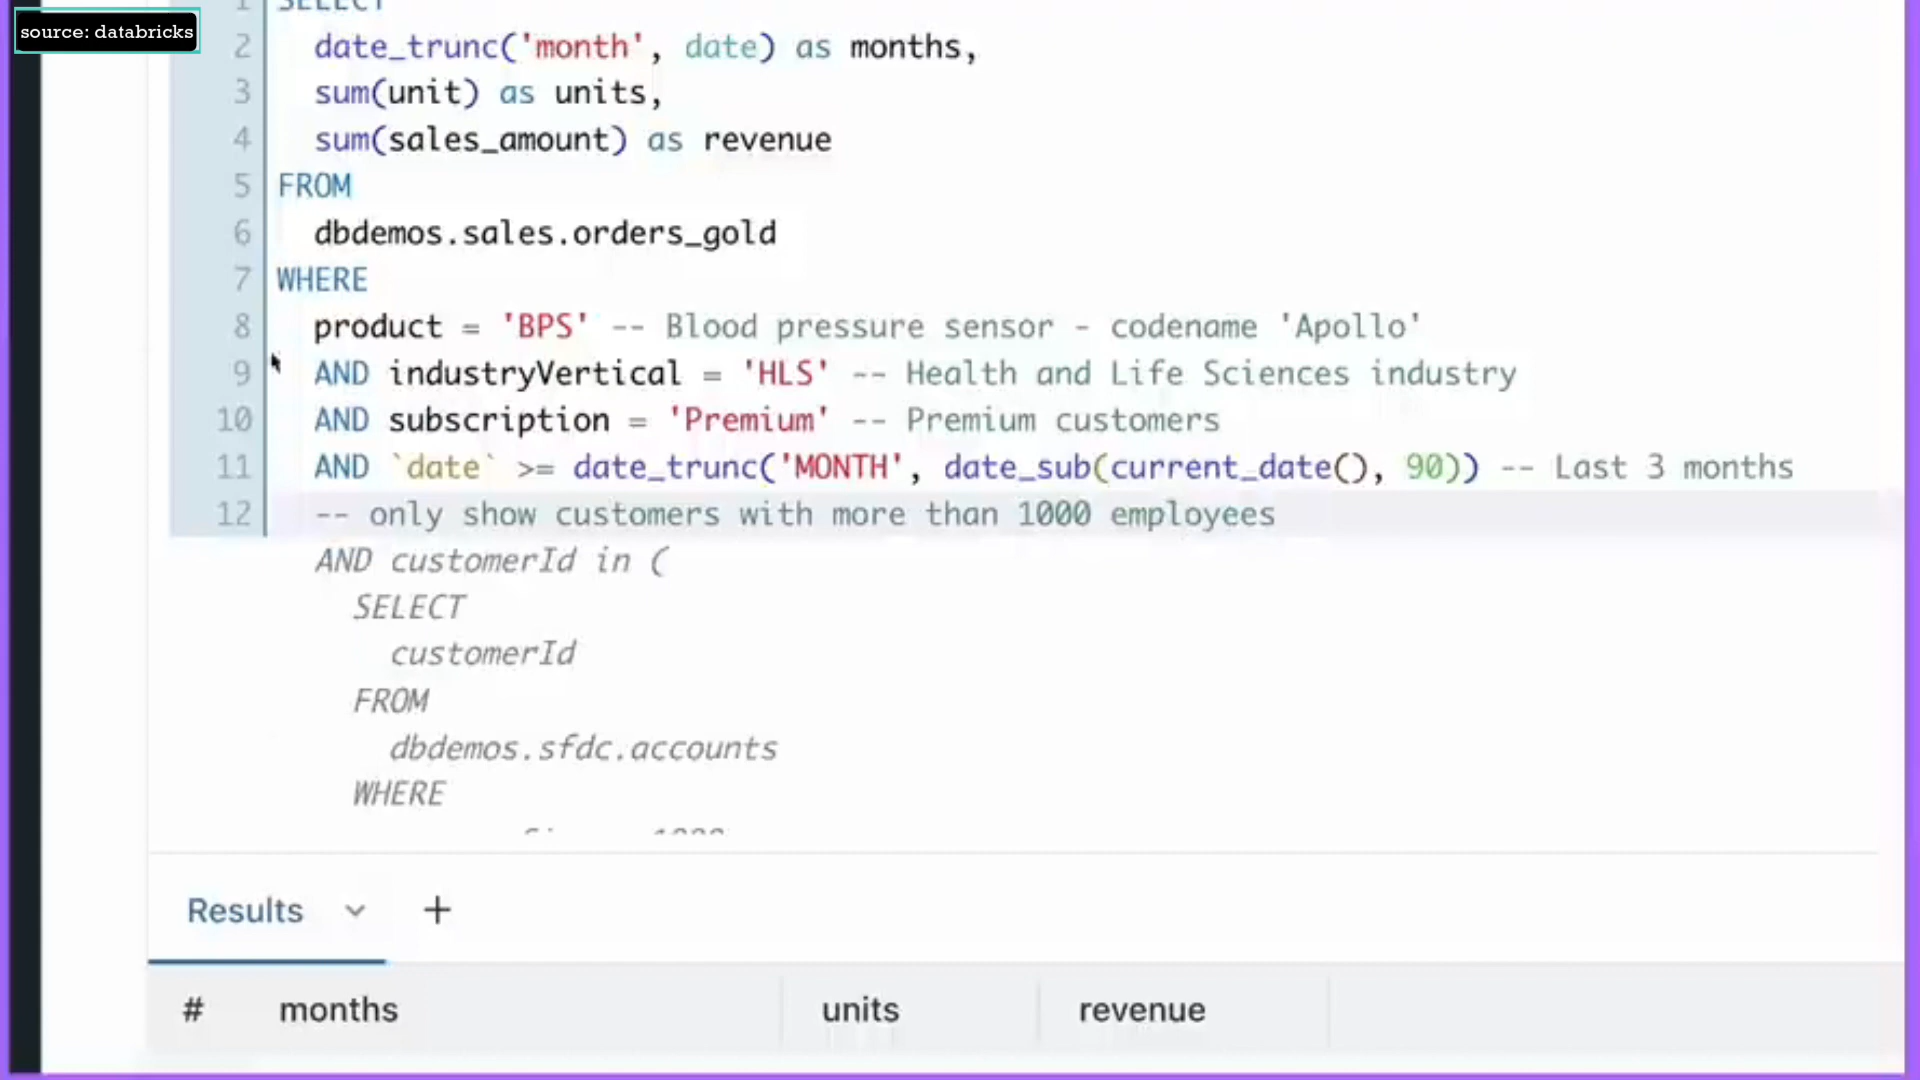 source: databricks
1 SELECT
2 date_trunc('month', date) as months,
3 sum(unit) as units,
4 sum(sales_amount) as revenue
5 FROM
6 dbdemos.sales.orders_gold
7 WHERE
8 product = 'BPS' -- Blood pressure sensor - codename 'Apollo'
9 AND industryVertical = 'HLS' -- Health and Life Sciences industry
10 AND subscription = 'Premium' -- Premium customers
11 AND `date` >= date_trunc('MONTH', date_sub(current_date(), 90)) -- Last 3 months
12 -- only show customers with more than 1000 employees
AND customerId in (
SELECT
customerId
FROM
dbdemos.sfdc.accounts
WHERE
Results +
# months units revenue